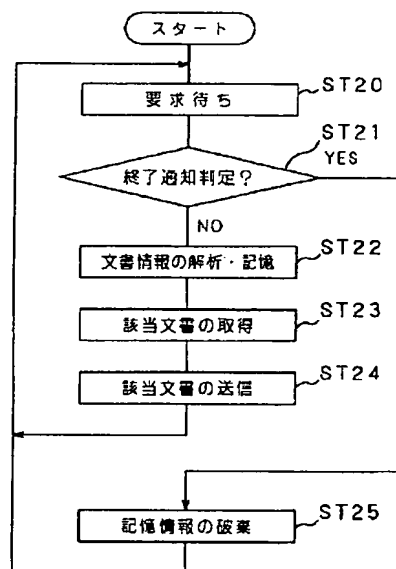 スタート
要求待ち
ST20
ST21
終了通知判定?
YES
NO
文書情報の解析・記憶
ST22
該当文書の取得
ST23
該当文書の送信
ST24
記憶情報の破棄
ST25